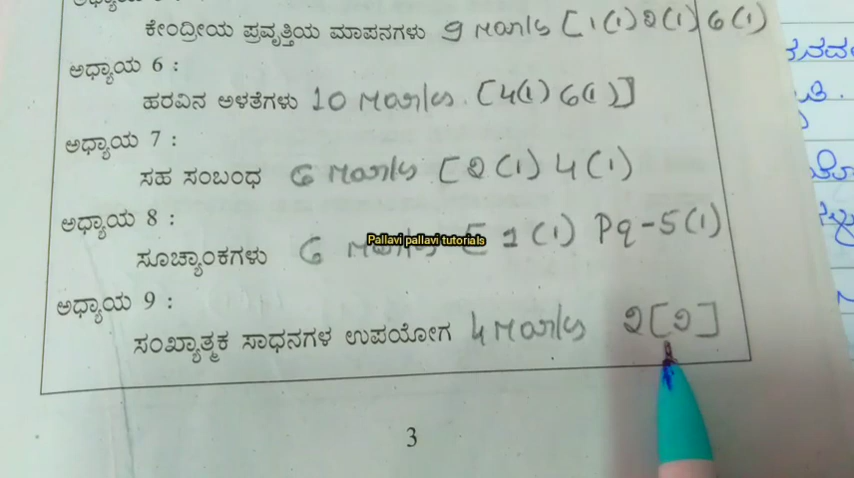 ಕೇಂದ್ರೀಯ ಪ್ರವೃತ್ತಿಯ ಮಾಪನಗಳು 9 Marks [1(1) 2(1) 6(1)
ಅಧ್ಯಾಯ 6 :
ಹರವಿನ ಅಳತೆಗಳು 10 Marks. [4(1) 6(1)]
ಅಧ್ಯಾಯ 7 :
ಸಹ ಸಂಬಂಧ 6 Marks [2(1) 4(1)
ಅಧ್ಯಾಯ 8 :
ಸೂಚ್ಯಾಂಕಗಳು 6 Marks [1(1) Pq-5(1)
Pallavi pallavi tutorials
ಅಧ್ಯಾಯ 9 :
ಸಂಖ್ಯಾತ್ಮಕ ಸಾಧನಗಳ ಉಪಯೋಗ 4 Marks 2[2]
3